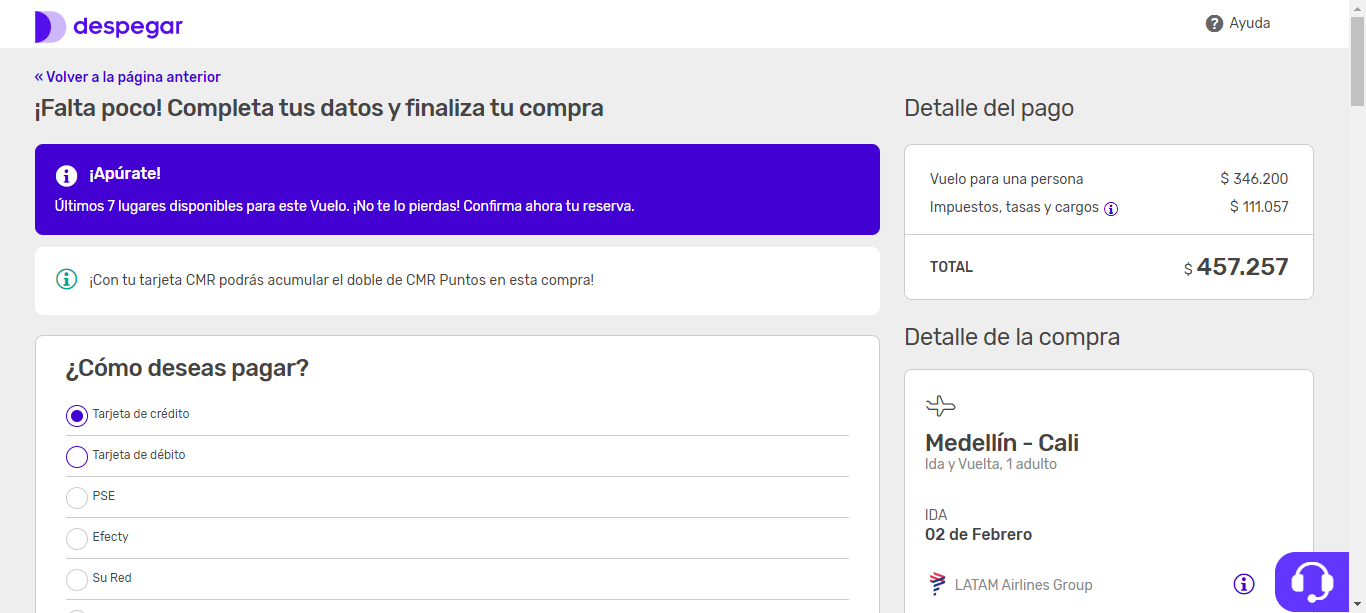 despegar
Ayuda
« Volver a la página anterior
¡Falta poco! Completa tus datos y finaliza tu compra
¡Apúrate!
Últimos 7 lugares disponibles para este Vuelo. ¡No te lo pierdas! Confirma ahora tu reserva.
¡Con tu tarjeta CMR podrás acumular el doble de CMR Puntos en esta compra!
¿Cómo deseas pagar?
Tarjeta de crédito
Tarjeta de débito
PSE
Efecty
Su Red
Detalle del pago
Vuelo para una persona $ 346.200
Impuestos, tasas y cargos $ 111.057
TOTAL $ 457.257
Detalle de la compra
Medellín - Cali
Ida y Vuelta, 1 adulto
IDA
02 de Febrero
LATAM Airlines Group